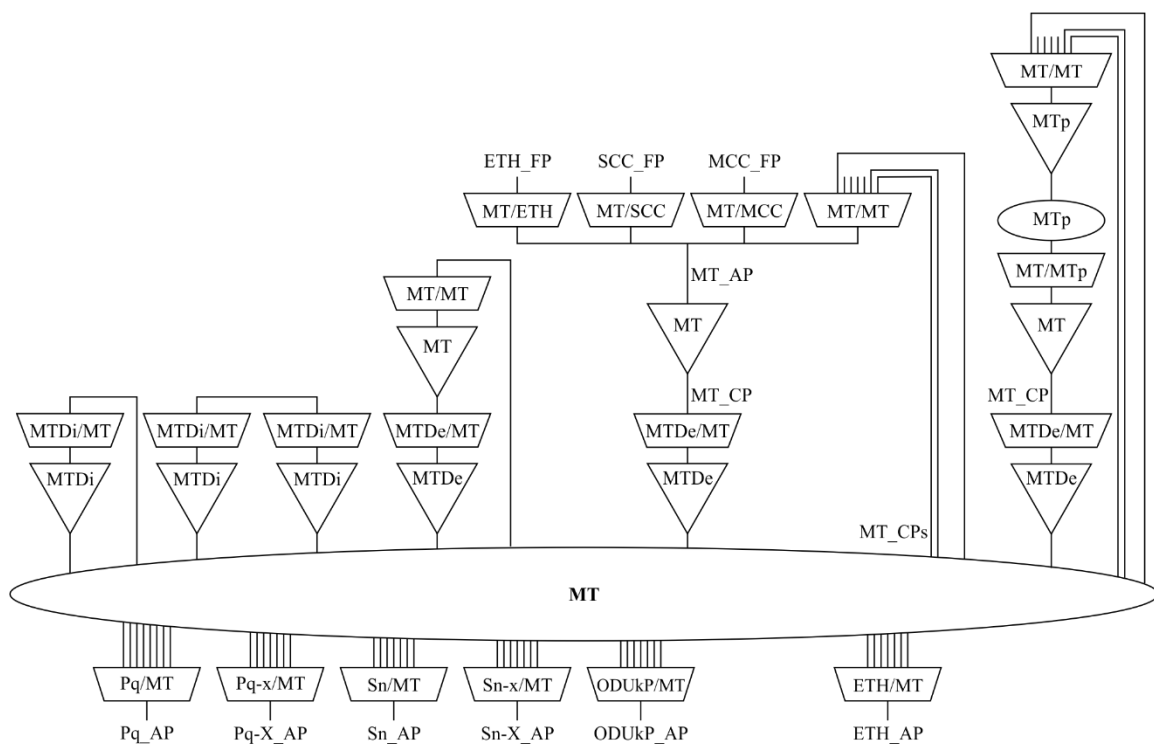 MT/MT
MTp
ETH_FP SCC_FP MCC_FP
MT/ETH MT/SCC MT/MCC MT/MT
MTp
MT/MTp
MT_AP
MT/MT
MT
MT
MT
MT_CP
MT_CP
MTDi/MT MTDi/MT MTDi/MT MTDe/MT MTDe/MT MTDe/MT
MTDi MTDi MTDi MTDe MTDe MTDe
MT_CPs
MT
Pq/MT Pq-x/MT Sn/MT Sn-x/MT ODUkP/MT ETH/MT
Pq_AP Pq-X_AP Sn_AP Sn-X_AP ODUkP_AP ETH_AP